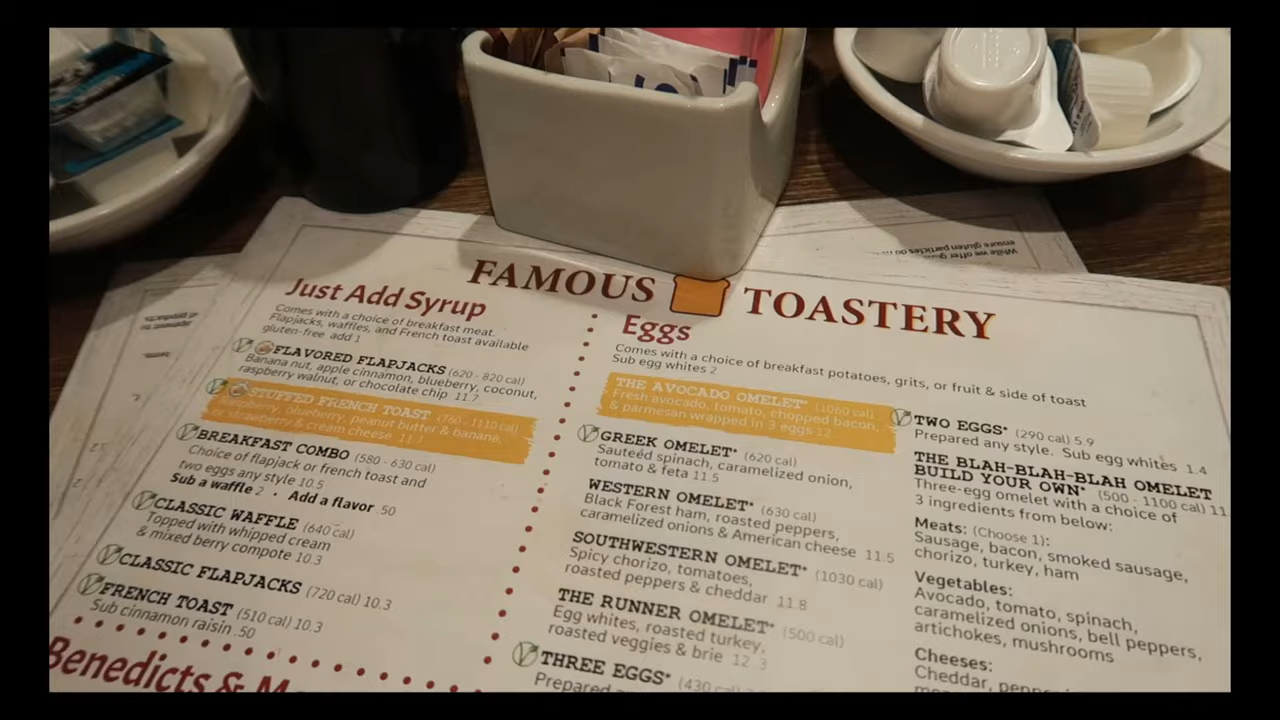 FAMOUS TOASTERY
Just Add Syrup
Comes with a choice of breakfast meat.
Flapjacks, waffles, and French toast available
gluten-free add 1
FLAVORED FLAPJACKS (620 - 820 cal)
Banana nut, apple cinnamon, blueberry, coconut,
raspberry walnut, or chocolate chip 11.7
STUFFED FRENCH TOAST (760 - 1110 cal)
blueberry, peanut butter & banana,
or strawberry & cream cheese 11.7
BREAKFAST COMBO (580 - 630 cal)
Choice of flapjack or french toast and
two eggs any style 10.5
Sub a waffle 2 • Add a flavor .50
CLASSIC WAFFLE (640 cal)
Topped with whipped cream
& mixed berry compote 10.3
CLASSIC FLAPJACKS (720 cal) 10.3
FRENCH TOAST (510 cal) 10.3
Sub cinnamon raisin .50
Benedicts &
Eggs
Comes with a choice of breakfast potatoes, grits, or fruit & side of toast
Sub egg whites 2
THE AVOCADO OMELET* (1060 cal)
Fresh avocado, tomato, chopped bacon,
& parmesan wrapped in 3 eggs 12
GREEK OMELET* (620 cal)
Sauteéd spinach, caramelized onion,
tomato & feta 11.5
WESTERN OMELET* (630 cal)
Black Forest ham, roasted peppers,
caramelized onions & American cheese 11.5
SOUTHWESTERN OMELET* (1030 cal)
Spicy chorizo, tomatoes,
roasted peppers & cheddar 11.8
THE RUNNER OMELET* (500 cal)
Egg whites, roasted turkey,
roasted veggies & brie 12.3
THREE EGGS* (430 cal)
Prepared
TWO EGGS* (290 cal) 5.9
Prepared any style. Sub egg whites 1.4
THE BLAH-BLAH-BLAH OMELET
BUILD YOUR OWN* (500 - 1100 cal) 11.
Three-egg omelet with a choice of
3 ingredients from below:
Meats: (Choose 1):
Sausage, bacon, smoked sausage,
chorizo, turkey, ham
Vegetables:
Avocado, tomato, spinach,
caramelized onions, bell peppers,
artichokes, mushrooms
Cheeses:
Cheddar,
While we offer
ensure gluten particles do